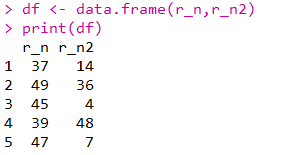 > df <- data.frame(r_n,r_n2)
> print(df)
  r_n r_n2
1  37   14
2  49   36
3  45    4
4  39   48
5  47    7